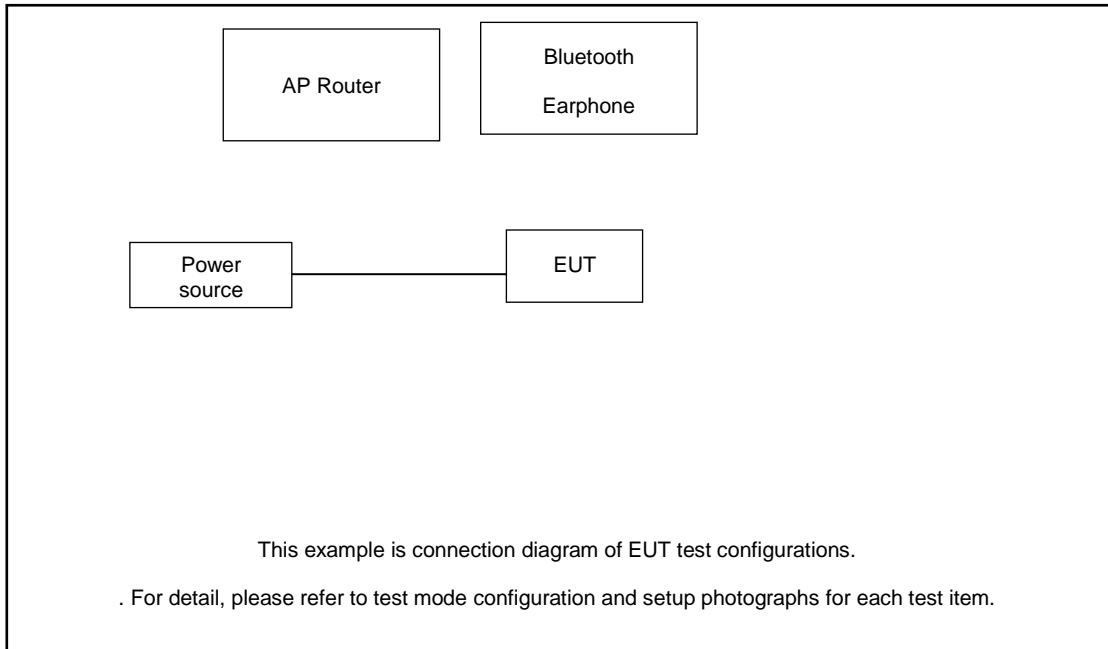 AP Router
Bluetooth
Earphone
Power
source
EUT
This example is connection diagram of EUT test configurations.
. For detail, please refer to test mode configuration and setup photographs for each test item.